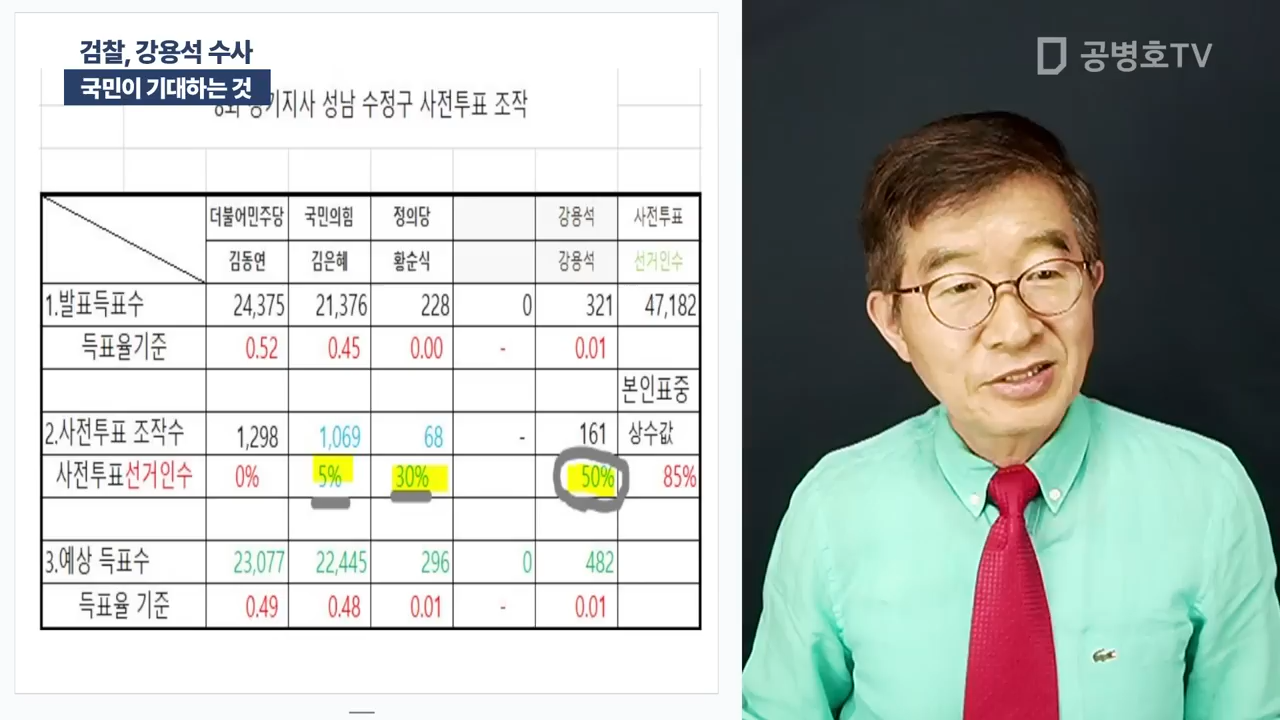 검찰, 강용석 수사
국민이 기대하는 것
공병호TV
경기지사 성남 수정구 사전투표 조작
더불어민주당 국민의힘 정의당 강용석 사전투표
김동연 김은혜 황순식 강용석 선거인수
1.발표득표수 24,375 21,376 228 0 321 47,182
득표율기준 0.52 0.45 0.00 - 0.01
본인표중
2.사전투표 조작수 1,298 1,069 68 - 161 상수값
사전투표선거인수 0% 5% 30% 50% 85%
3.예상 득표수 23,077 22,445 296 0 482
득표율 기준 0.49 0.48 0.01 - 0.01